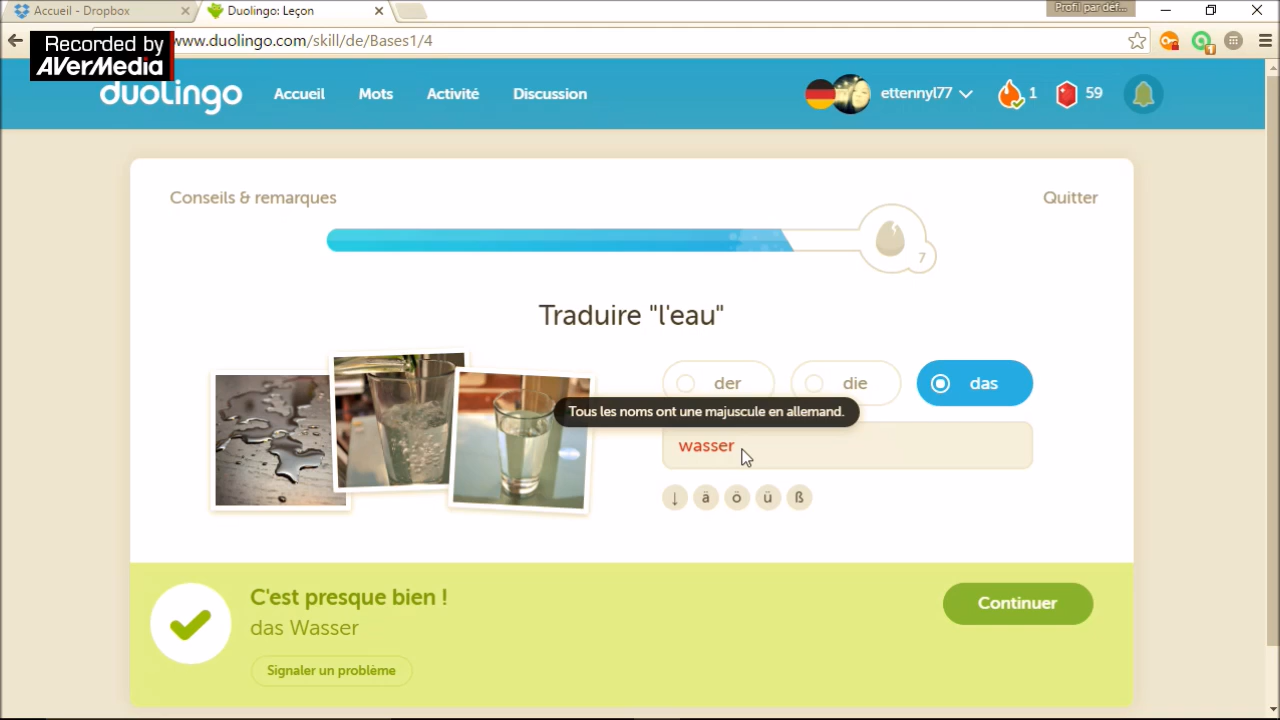 Accueil - Dropbox
Duolingo: Leçon
Profil par déf...
www.duolingo.com/skill/de/Bases1/4
Recorded by
AVerMedia
duolingo
Accueil
Mots
Activité
Discussion
ettennyl77
1
59
Conseils & remarques
Quitter
7
Traduire "l'eau"
der
die
das
Tous les noms ont une majuscule en allemand.
wasser
↓ ä ö ü ß
C'est presque bien !
das Wasser
Continuer
Signaler un problème